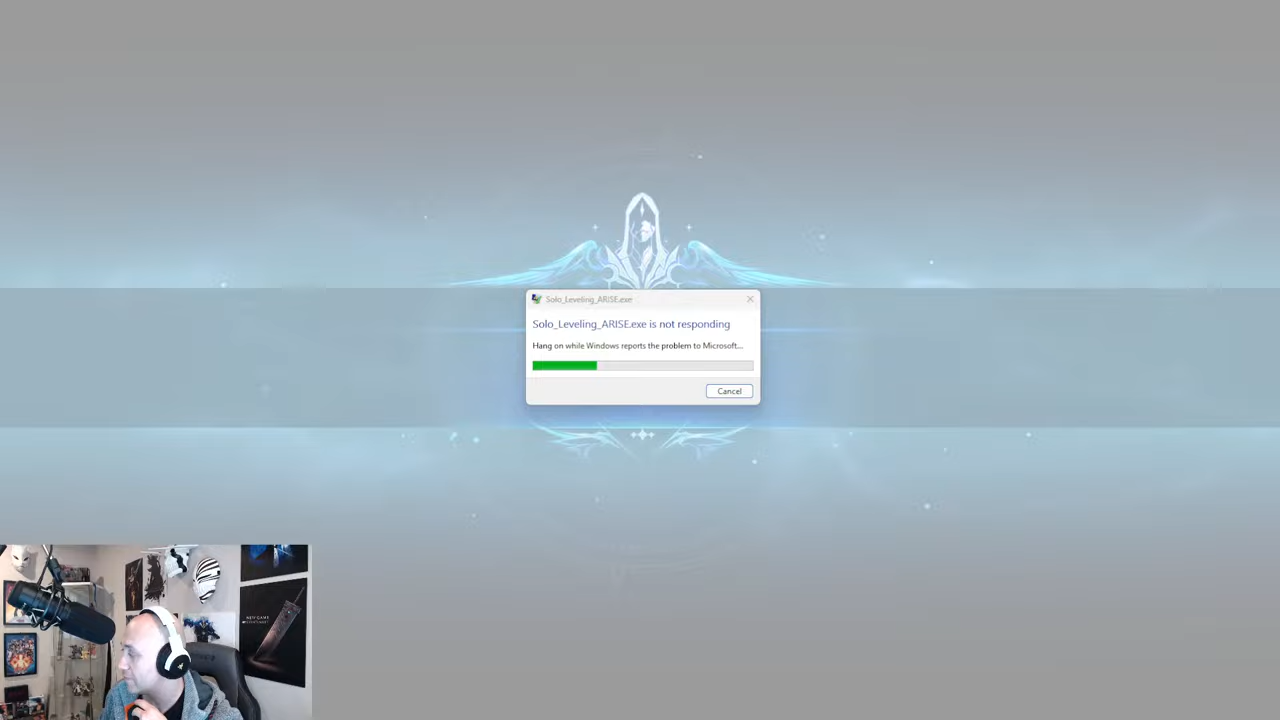 Solo_Leveling_ARISE.exe
Solo_Leveling_ARISE.exe is not responding
Hang on while Windows reports the problem to Microsoft...
Cancel